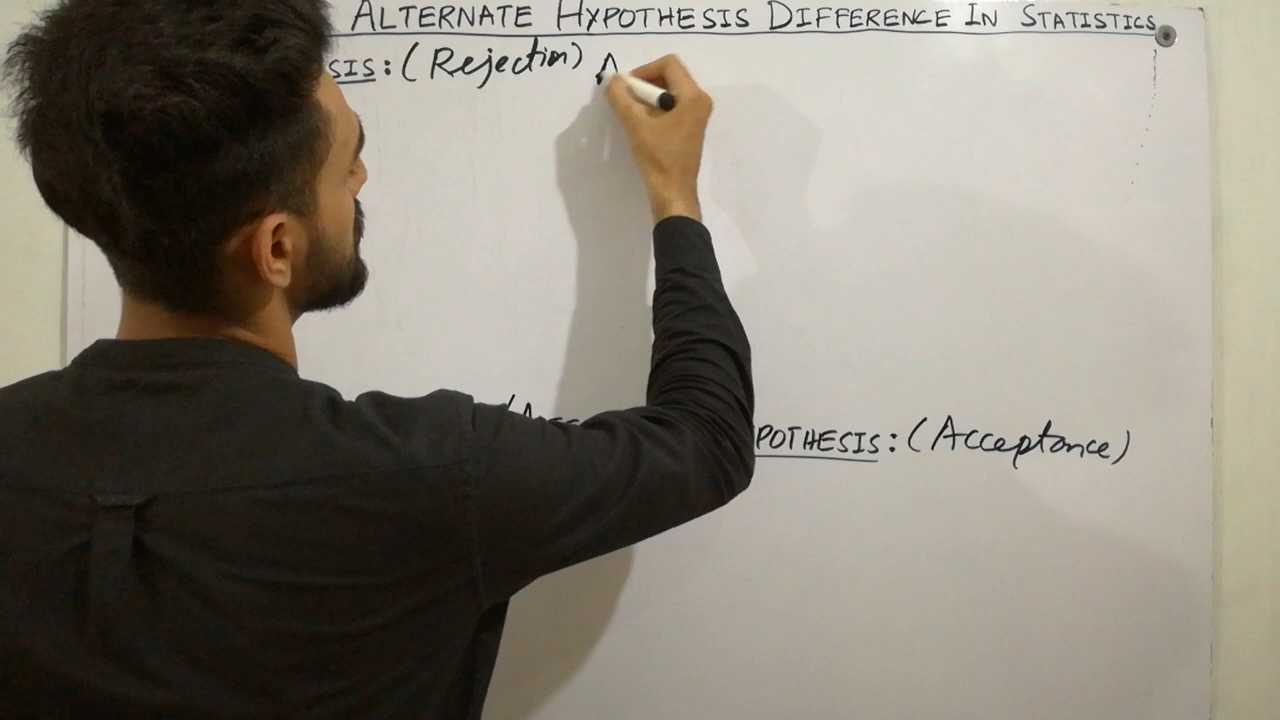 ALTERNATE HYPOTHESIS DIFFERENCE IN STATISTICS
SIS: (Rejection) A
POTHESIS: (Acceptance)